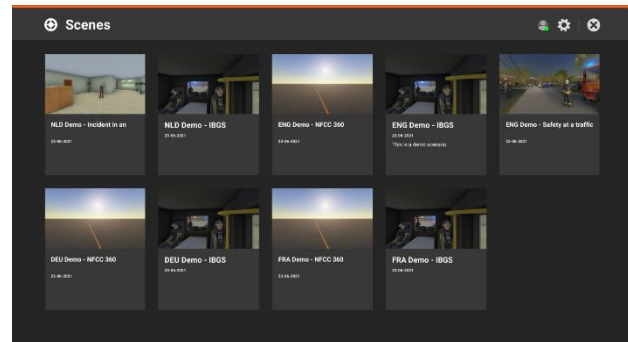 Scenes
NLD Demo - Incident in an
23-06-2021
NLD Demo - IBGS
23-06-2021
ENG Demo - NFCC 360
23-06-2021
ENG Demo - IBGS
23-06-2021
This is a demo scenario.
ENG Demo - Safety at a traffic
23-06-2021
DEU Demo - NFCC 360
23-06-2021
DEU Demo - IBGS
23-06-2021
FRA Demo - NFCC 360
23-06-2021
FRA Demo - IBGS
23-06-2021